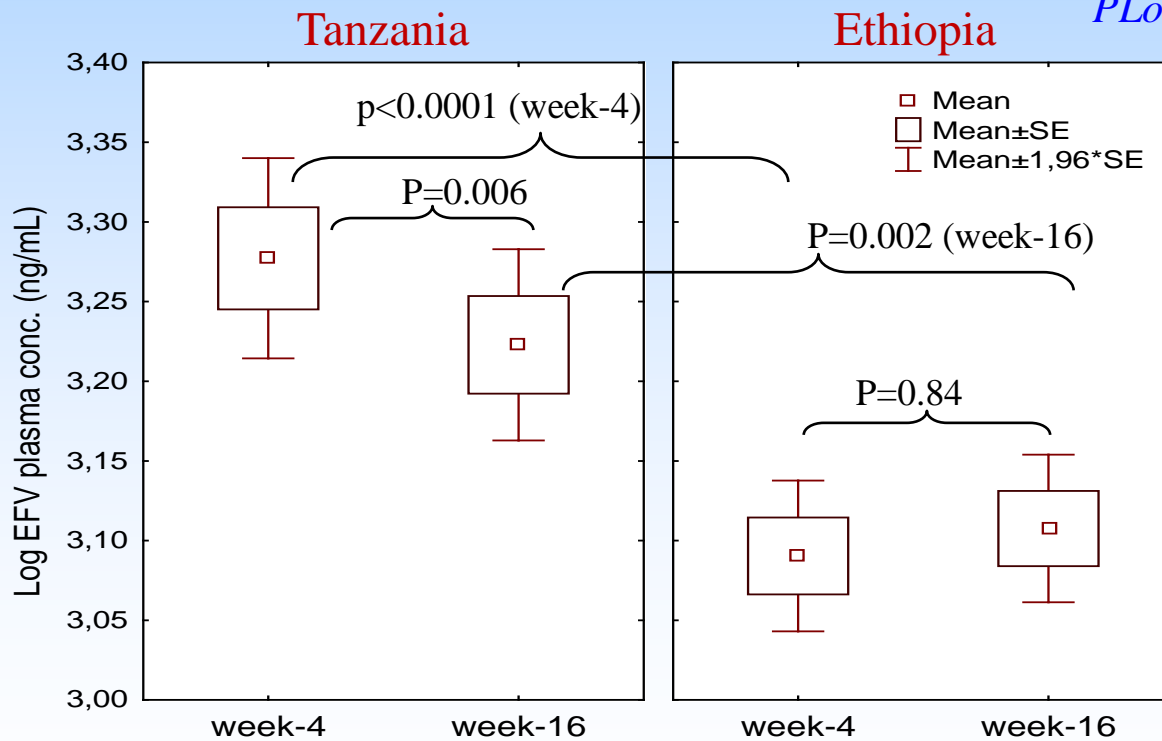 PLo
Tanzania
Ethiopia
3,40
3,35
3,30
3,25
3,20
3,15
3,10
3,05
3,00
Log EFV plasma conc. (ng/mL)
p<0.0001 (week-4)
P=0.006
Mean
Mean±SE
Mean±1,96*SE
P=0.002 (week-16)
P=0.84
week-4
week-16
week-4
week-16